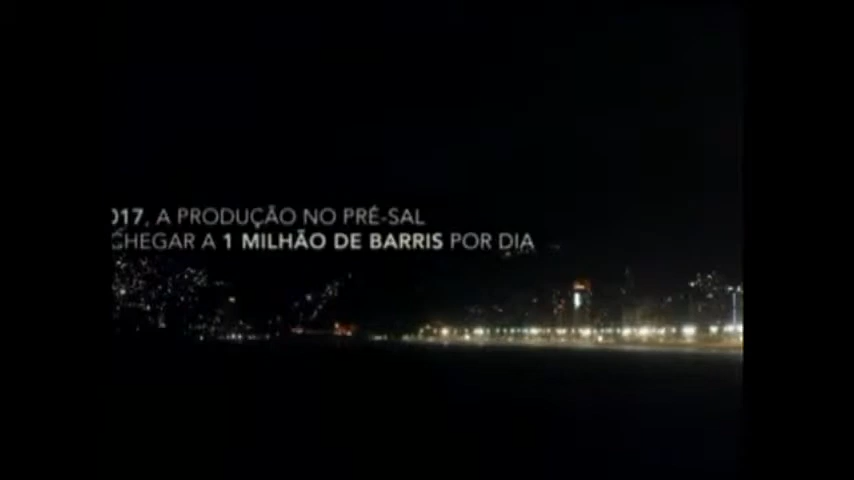 017, A PRODUÇÃO NO PRÉ-SAL
CHEGAR A 1 MILHÃO DE BARRIS POR DIA